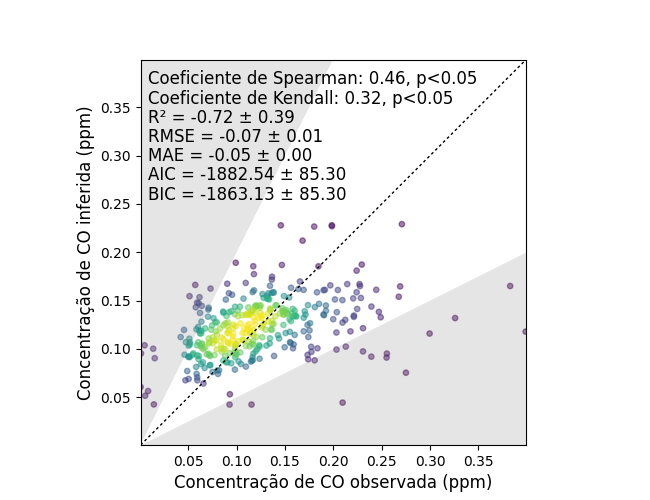 Coeficiente de Spearman: 0.46, p<0.05
Coeficiente de Kendall: 0.32, p<0.05
R² = -0.72 ± 0.39
RMSE = -0.07 ± 0.01
MAE = -0.05 ± 0.00
AIC = -1882.54 ± 85.30
BIC = -1863.13 ± 85.30
Concentração de CO inferida (ppm)
0.35
0.30
0.25
0.20
0.15
0.10
0.05
0.05 0.10 0.15 0.20 0.25 0.30 0.35
Concentração de CO observada (ppm)